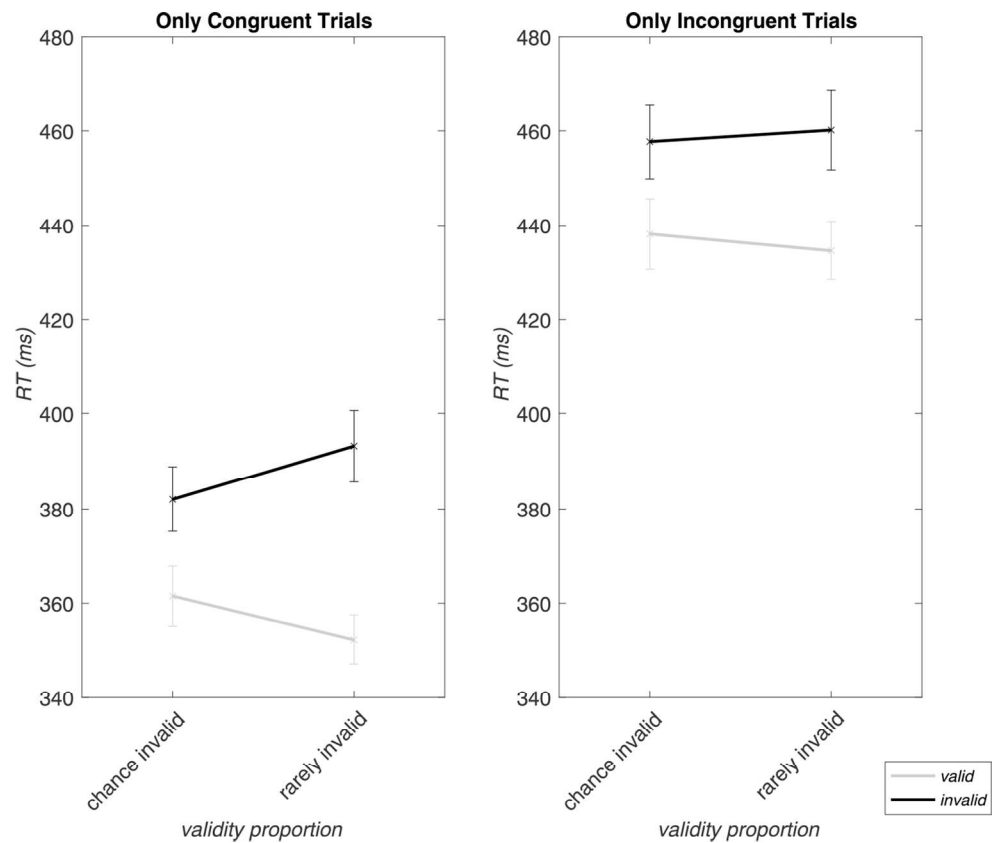 Only Congruent Trials
480
460
440
420
400
380
360
340
RT (ms)
chance invalid
rarely invalid
validity proportion
Only Incongruent Trials
480
460
440
420
400
380
360
340
RT (ms)
chance invalid
rarely invalid
validity proportion
valid
invalid